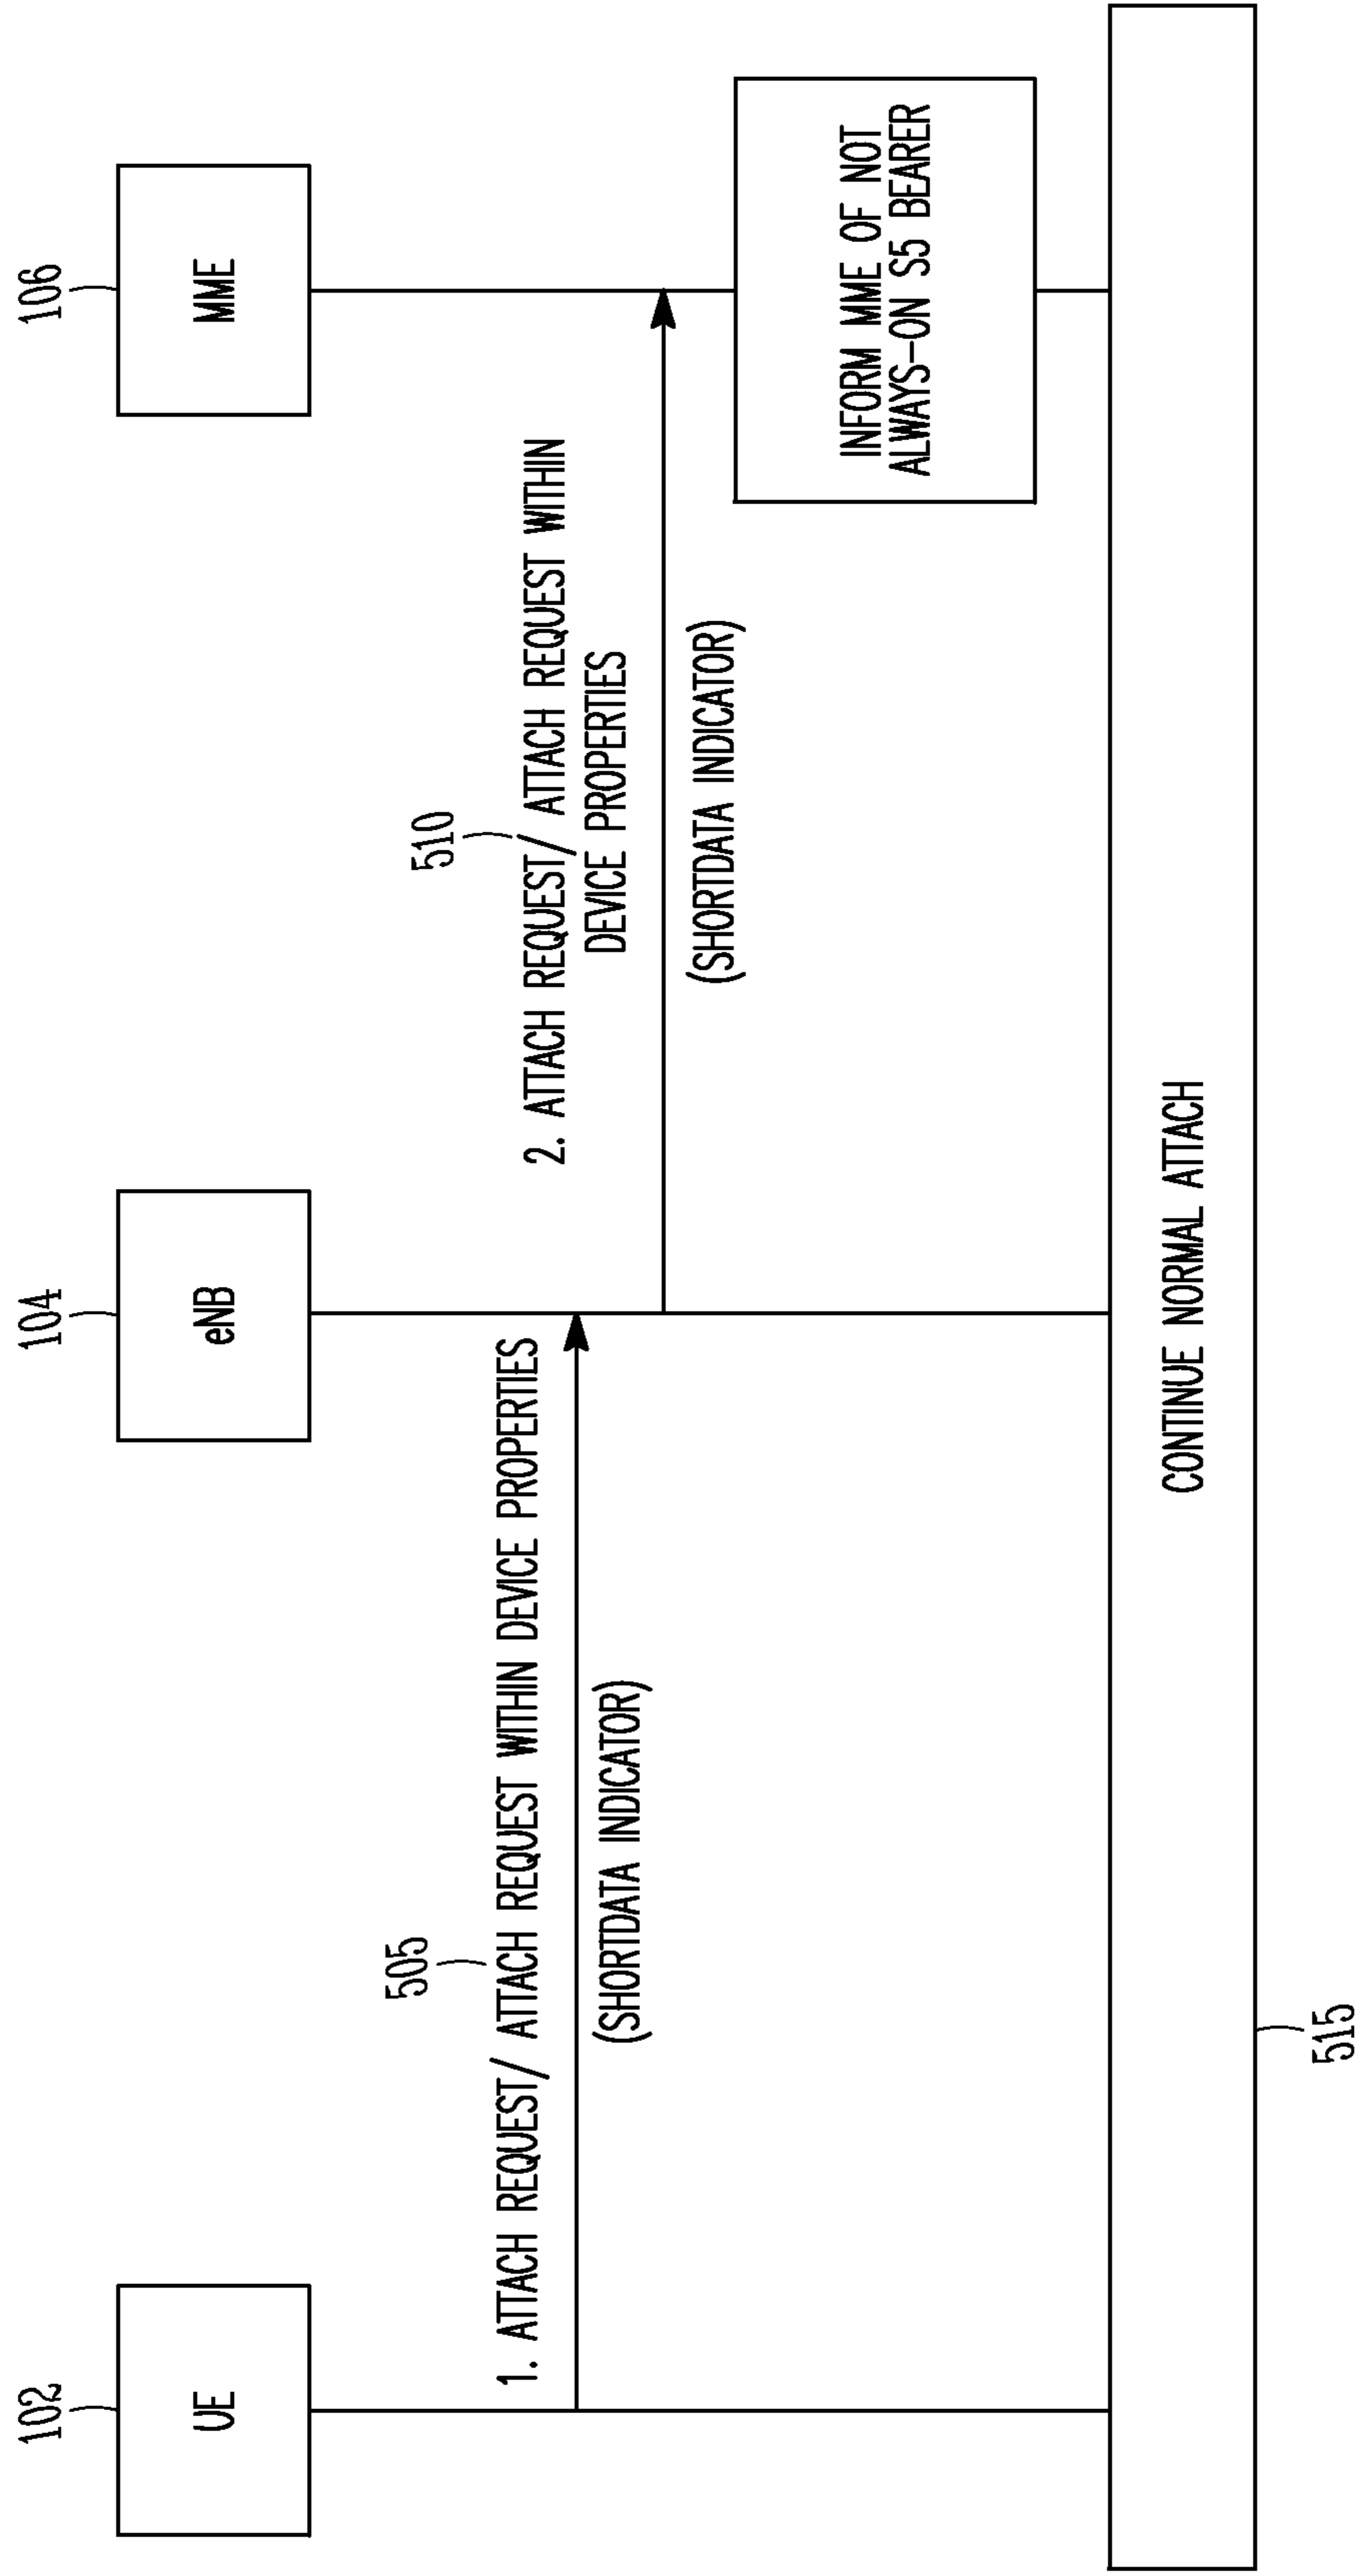 102
UE
104
eNB
106
MME
505
1. ATTACH REQUEST/ ATTACH REQUEST WITHIN DEVICE PROPERTIES
(SHORTDATA INDICATOR)
510
2. ATTACH REQUEST/ ATTACH REQUEST WITHIN
DEVICE PROPERTIES
(SHORTDATA INDICATOR)
INFORM MME OF NOT
ALWAYS-ON S5 BEARER
CONTINUE NORMAL ATTACH
515